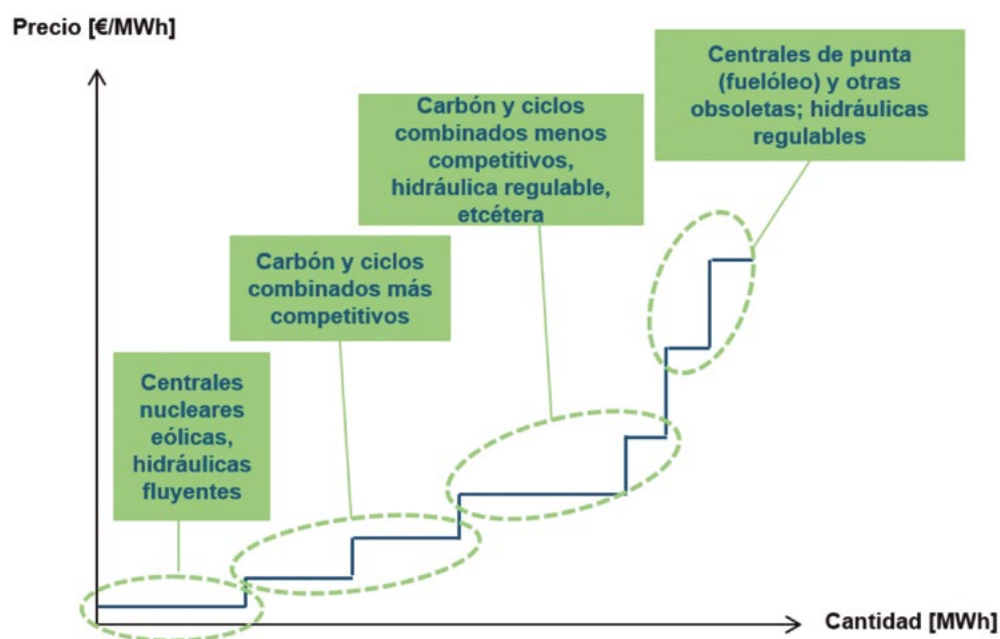 Precio [€/MWh]
Centrales de punta
(fuelóleo) y otras
obsoletas; hidráulicas
regulables
Carbón y ciclos
combinados menos
competitivos,
hidráulica regulable,
etcétera
Carbón y ciclos
combinados más
competitivos
Centrales
nucleares
eólicas,
hidráulicas
fluyentes
Cantidad [MWh]